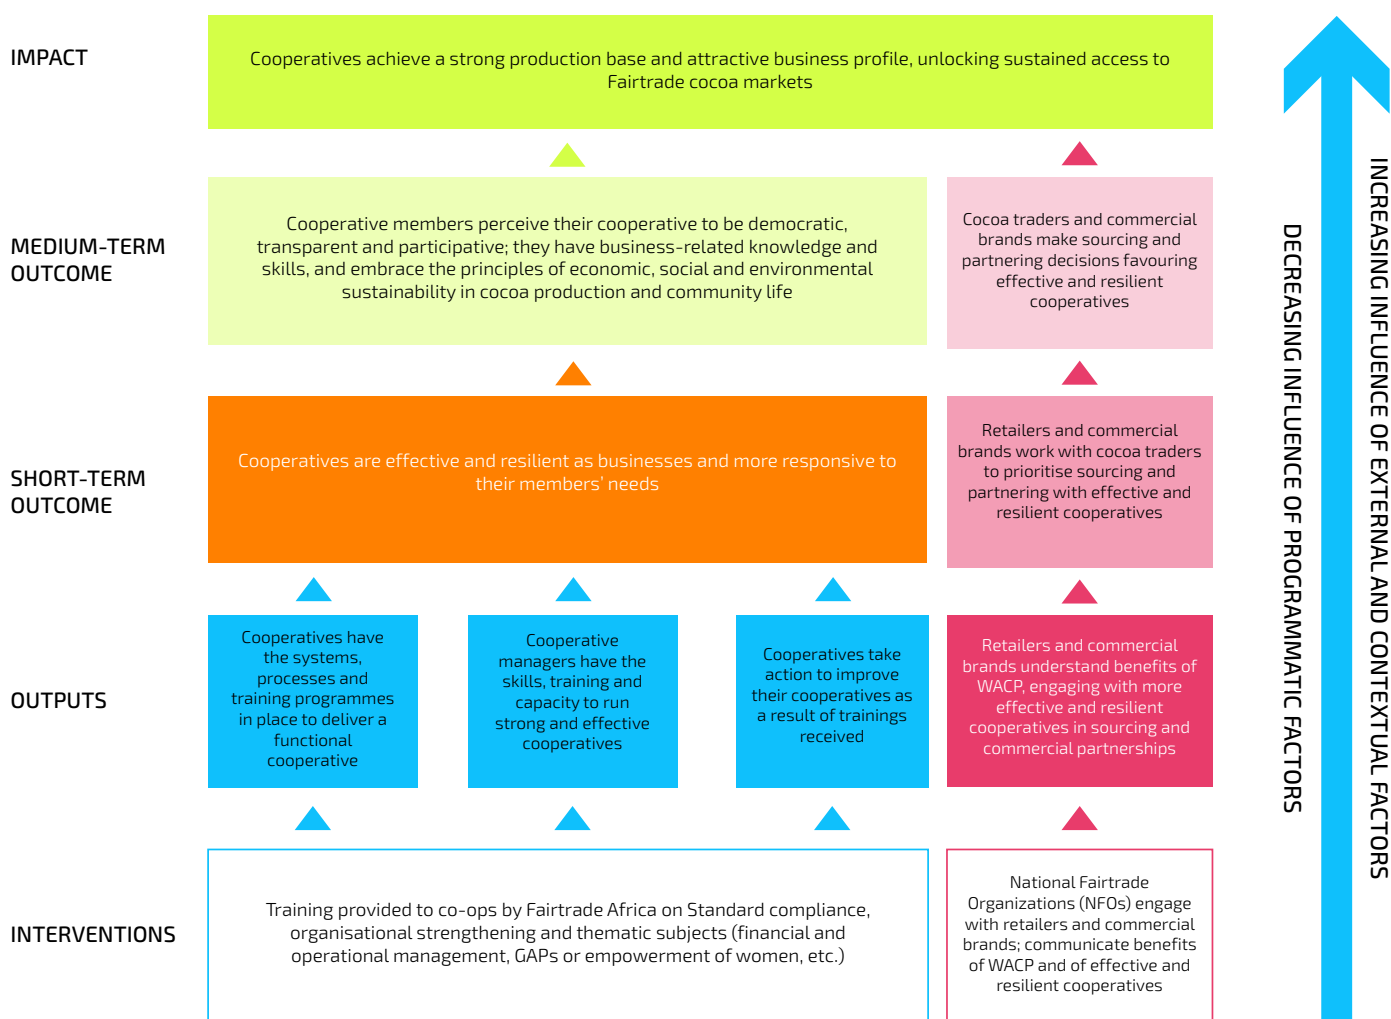 IMPACT
Cooperatives achieve a strong production base and attractive business profile, unlocking sustained access to
Fairtrade cocoa markets
MEDIUM-TERM
OUTCOME
Cooperative members perceive their cooperative to be democratic,
transparent and participative; they have business-related knowledge and
skills, and embrace the principles of economic, social and environmental
sustainability in cocoa production and community life
Cocoa traders and commercial
brands make sourcing and
partnering decisions favouring
effective and resilient
cooperatives
SHORT-TERM
OUTCOME
Cooperatives are effective and resilient as businesses and more responsive to
their members’ needs
Retailers and commercial
brands work with cocoa traders
to prioritise sourcing and
partnering with effective and
resilient cooperatives
OUTPUTS
Cooperatives have
the systems,
processes and
training programmes
in place to deliver a
functional
cooperative
Cooperative
managers have the
skills, training and
capacity to run
strong and effective
cooperatives
Cooperatives take
action to improve
their cooperatives as
a result of trainings
received
Retailers and commercial
brands understand benefits of
WACP, engaging with more
effective and resilient
cooperatives in sourcing and
commercial partnerships
INTERVENTIONS
Training provided to co-ops by Fairtrade Africa on Standard compliance,
organisational strengthening and thematic subjects (financial and
operational management, GAPs or empowerment of women, etc.)
National Fairtrade
Organizations (NFOs) engage
with retailers and commercial
brands; communicate benefits
of WACP and of effective and
resilient cooperatives
DECREASING INFLUENCE OF PROGRAMMATIC FACTORS
INCREASING INFLUENCE OF EXTERNAL AND CONTEXTUAL FACTORS